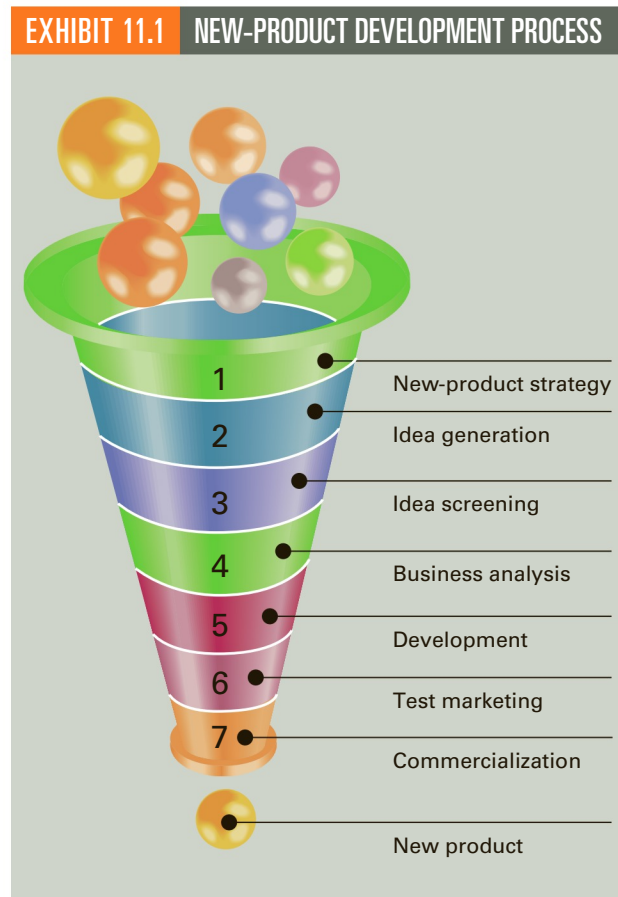 EXHIBIT 11.1 NEW-PRODUCT DEVELOPMENT PROCESS
1
New-product strategy
2
Idea generation
3
Idea screening
4
Business analysis
5
Development
6
Test marketing
7
Commercialization
New product